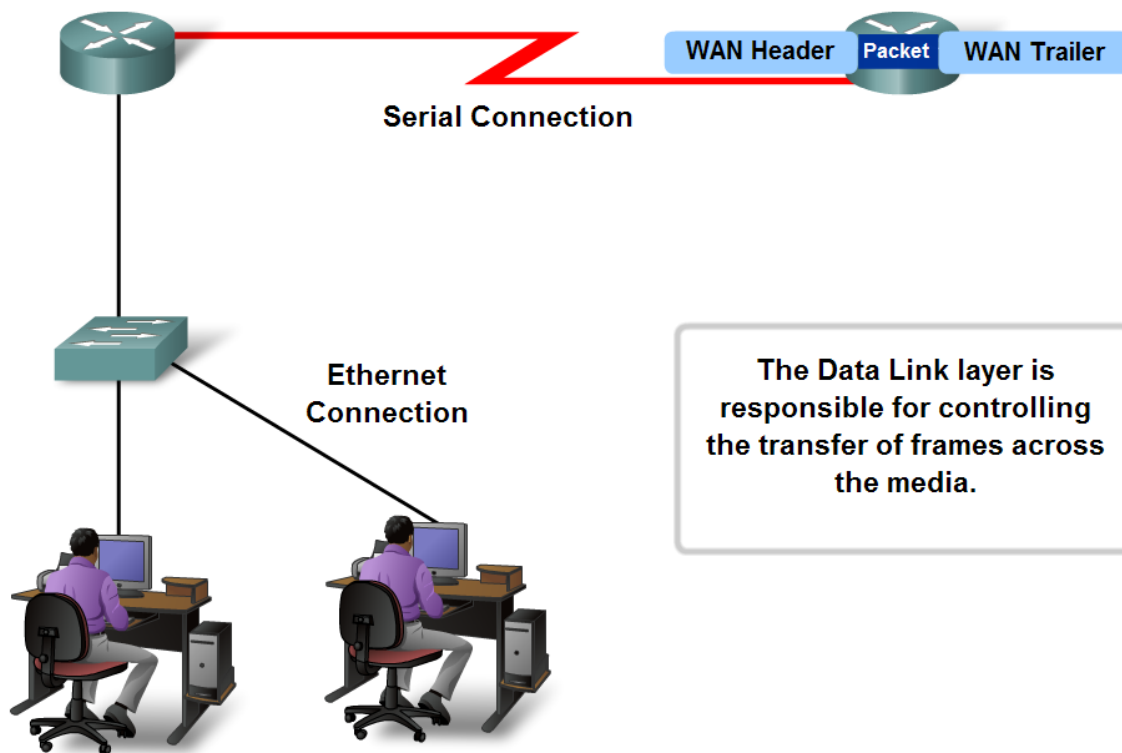 WAN Header
Packet
WAN Trailer
Serial Connection
Ethernet
Connection
The Data Link layer is
responsible for controlling
the transfer of frames across
the media.